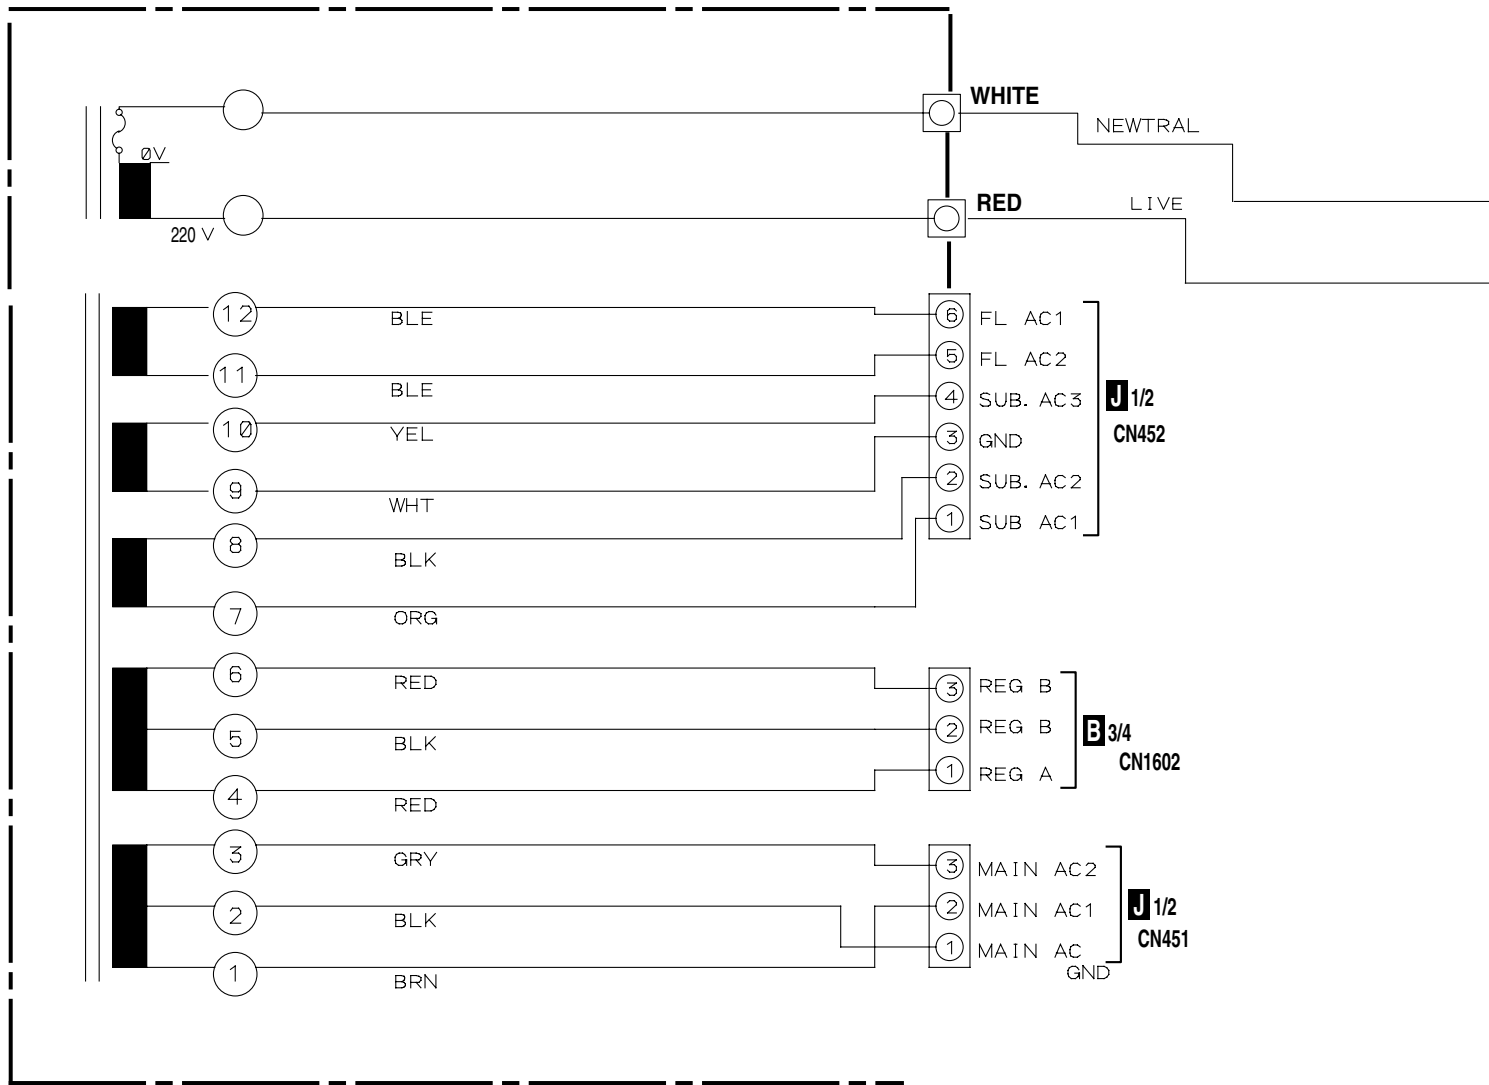 WHITE
NEWTRAL
0V
RED
LIVE
220 V
12
BLE
6 FL AC1
5 FL AC2
11
BLE
4 SUB. AC3
J 1/2
10
YEL
3 GND
CN452
9
WHT
2 SUB. AC2
1 SUB AC1
8
BLK
7
ORG
6
RED
3 REG B
5
BLK
2 REG B
B 3/4
CN1602
4
RED
1 REG A
3
GRY
3 MAIN AC2
2
BLK
2 MAIN AC1
J 1/2
CN451
1
BRN
1 MAIN AC
GND